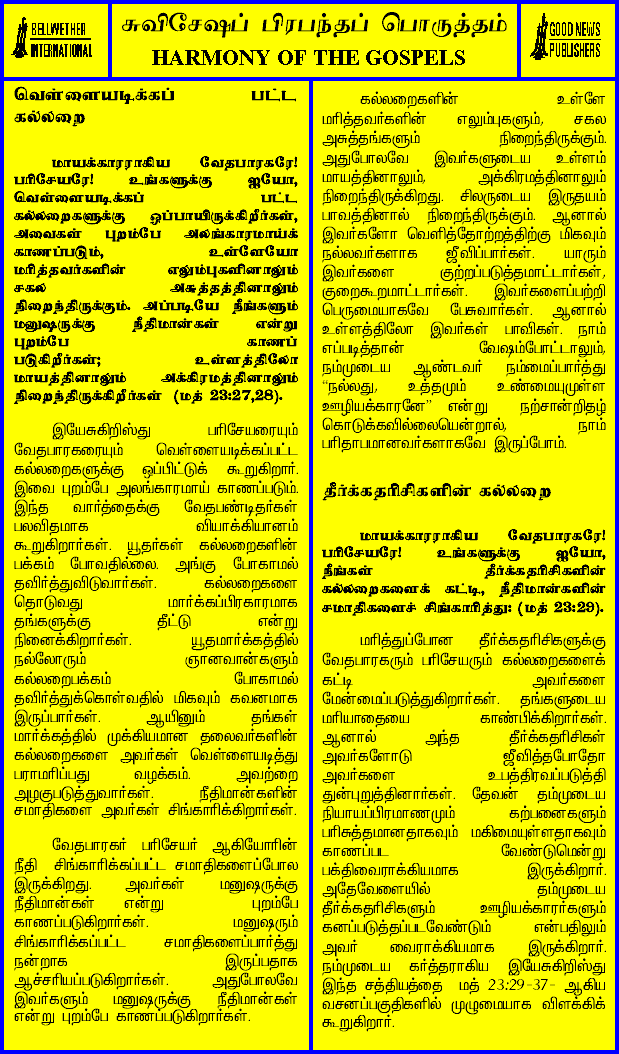 BELLWETHER
INTERNATIONAL
சுவிசேஷப் பிரபந்தப் பொருத்தம்
HARMONY OF THE GOSPELS
GOOD NEWS
PUBLISHERS
வெள்ளையடிக்கப் பட்ட
கல்லறை
மாயக்காரராகிய வேதபாரகரே!
பரிசேயரே! உங்களுக்கு ஐயோ,
வெள்ளையடிக்கப் பட்ட
கல்லறைகளுக்கு ஒப்பாயிருக்கிறீர்கள்,
அவைகள் புறம்பே அலங்காரமாய்க்
காணப்படும், உள்ளேயோ
மரித்தவர்களின் எலும்புகளினாலும்
சகல அசுத்தத்தினாலும்
நிறைந்திருக்கும். அப்படியே நீங்களும்
மனுஷருக்கு நீதிமான்கள் என்று
புறம்பே காணப்
படுகிறீர்கள்; உள்ளத்திலோ
மாயத்தினாலும் அக்கிரமத்தினாலும்
நிறைந்திருக்கிறீர்கள் (மத் 23:27,28).
இயேசுகிறிஸ்து பரிசேயரையும்
வேதபாரகரையும் வெள்ளையடிக்கப்பட்ட
கல்லறைகளுக்கு ஒப்பிட்டுக் கூறுகிறார்.
இவை புறம்பே அலங்காரமாய் காணப்படும்.
இந்த வார்த்தைக்கு வேதபண்டிதர்கள்
பலவிதமாக வியாக்கியானம்
கூறுகிறார்கள். யூதர்கள் கல்லறைகளின்
பக்கம் போவதில்லை. அங்கு போகாமல்
தவிர்த்துவிடுவார்கள். கல்லறைகளை
தொடுவது மார்க்கப்பிரகாரமாக
தங்களுக்கு தீட்டு என்று
நினைக்கிறார்கள். யூதமார்க்கத்தில்
நல்லோரும் ஞானவான்களும்
கல்லறைபக்கம் போகாமல்
தவிர்த்துக்கொள்வதில் மிகவும் கவனமாக
இருப்பார்கள். ஆயினும் தங்கள்
மார்க்கத்தில் முக்கியமான தலைவர்களின்
கல்லறைகளை அவர்கள் வெள்ளையடித்து
பராமரிப்பது வழக்கம். அவற்றை
அழகுபடுத்துவார்கள். நீதிமான்களின்
சமாதிகளை அவர்கள் சிங்காரிக்கிறார்கள்.
வேதபாரகர் பரிசேயர் ஆகியோரின்
நீதி சிங்காரிக்கப்பட்ட சமாதிகளைப்போல
இருக்கிறது. அவர்கள் மனுஷருக்கு
நீதிமான்கள் என்று புறம்பே
காணப்படுகிறார்கள். மனுஷரும்
சிங்காரிக்கப்பட்ட சமாதிகளைப்பார்த்து
நன்றாக இருப்பதாக
ஆச்சரியப்படுகிறார்கள். அதுபோலவே
இவர்களும் மனுஷருக்கு நீதிமான்கள்
என்று புறம்பே காணப்படுகிறார்கள்.
கல்லறைகளின் உள்ளே
மரித்தவர்களின் எலும்புகளும், சகல
அசுத்தங்களும் நிறைந்திருக்கும்.
அதுபோலவே இவர்களுடைய உள்ளம்
மாயத்தினாலும், அக்கிரமத்தினாலும்
நிறைந்திருக்கிறது. சிலருடைய இருதயம்
பாவத்தினால் நிறைந்திருக்கும். ஆனால்
இவர்களோ வெளித்தோற்றத்திற்கு மிகவும்
நல்லவர்களாக ஜீவிப்பார்கள். யாரும்
இவர்களை குற்றப்படுத்தமாட்டார்கள்,
குறைகூறமாட்டார்கள். இவர்களைப்பற்றி
பெருமையாகவே பேசுவார்கள். ஆனால்
உள்ளத்திலோ இவர்கள் பாவிகள். நாம்
எப்படித்தான் வேஷம்போட்டாலும்,
நம்முடைய ஆண்டவர் நம்மைப்பார்த்து
"நல்லது, உத்தமும் உண்மையுமுள்ள
ஊழியக்காரனே" என்று நற்சான்றிதழ்
கொடுக்கவில்லையென்றால், நாம்
பரிதாபமானவர்களாகவே இருப்போம்.
தீர்க்கதரிசிகளின் கல்லறை
மாயக்காரராகிய வேதபாரகரே!
பரிசேயரே! உங்களுக்கு ஐயோ,
நீங்கள் தீர்க்கதரிசிகளின்
கல்லறைகளைக் கட்டி, நீதிமான்களின்
சமாதிகளைச் சிங்காரித்து: (மத் 23:29).
மரித்துப்போன தீர்க்கதரிசிகளுக்கு
வேதபாரகரும் பரிசேயரும் கல்லறைகளைக்
கட்டி அவர்களை
மேன்மைப்படுத்துகிறார்கள். தங்களுடைய
மரியாதையை காண்பிக்கிறார்கள்.
ஆனால் அந்த தீர்க்கதரிசிகள்
அவர்களோடு ஜீவித்தபோதோ
அவர்களை உபத்திரவப்படுத்தி
துன்புறுத்தினார்கள். தேவன் தம்முடைய
நியாயப்பிரமாணமும் கற்பனைகளும்
பரிசுத்தமானதாகவும் மகிமையுள்ளதாகவும்
காணப்பட வேண்டுமென்று
பக்திவைராக்கியமாக இருக்கிறார்.
அதேவேளையில் தம்முடைய
தீர்க்கதரிசிகளும் ஊழியக்காரர்களும்
கனப்படுத்தப்படவேண்டும் என்பதிலும்
அவர் வைராக்கியமாக இருக்கிறார்.
நம்முடைய கர்த்தராகிய இயேசுகிறிஸ்து
இந்த சத்தியத்தை மத் 23:29-37- ஆகிய
வசனப்பகுதிகளில் முழுமையாக விளக்கிக்
கூறுகிறார்.